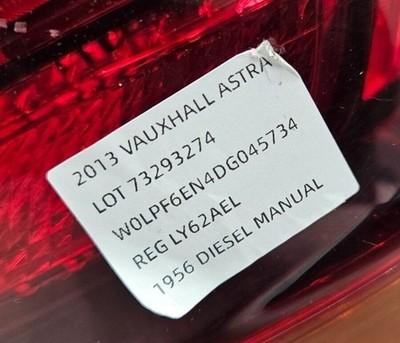 2013 VAUXHALL ASTRA
LOT 73293274
W0LPF6EN4DG045734
REG LY62AEL
1956 DIESEL MANUAL